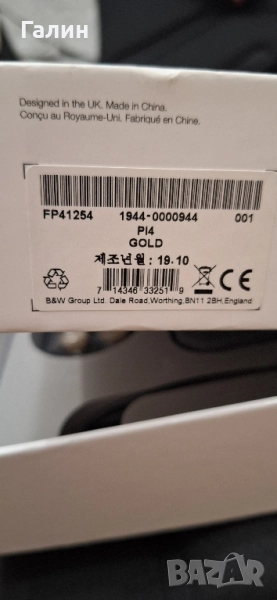 Галин
Designed in the UK. Made in China.
Conçu au Royaume-Uni. Fabriqué en Chine.
FP41254 1944-0000944 001
PI4
GOLD
제조년월 : 19.10
B&W Group Ltd. Dale Road, Worthing, BN11 2BH, England
7 14346 33251 9
BAZAR